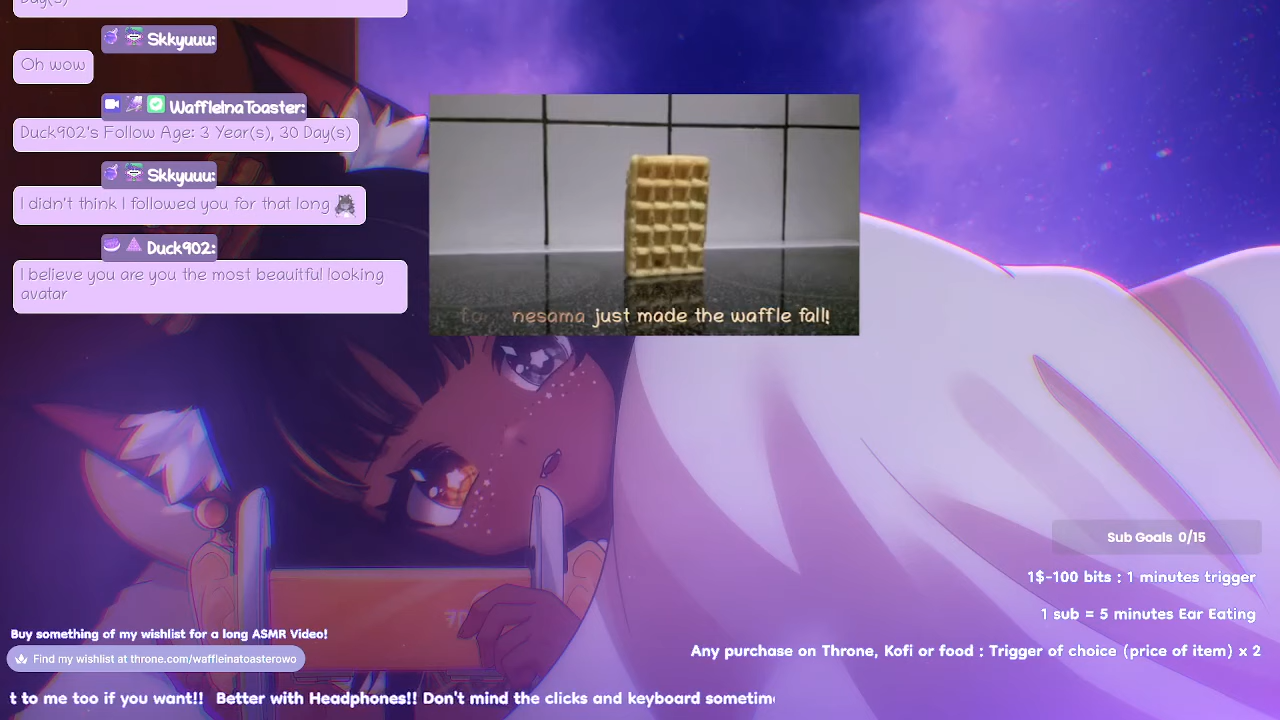 Day(s)
Skkyuuu:
Oh wow
WaffleInaToaster:
Duck902's Follow Age: 3 Year(s), 30 Day(s)
Skkyuuu:
I didn't think I followed you for that long
Duck902:
I believe you are you the most beauitful looking
avatar
nesama just made the waffle fall!
Sub Goals 0/15
1$-100 bits : 1 minutes trigger
1 sub = 5 minutes Ear Eating
Any purchase on Throne, Kofi or food : Trigger of choice (price of item) x 2
Buy something of my wishlist for a long ASMR Video!
Find my wishlist at throne.com/waffleinatoasterowo
t to me too if you want!! Better with Headphones!! Don't mind the clicks and keyboard sometim